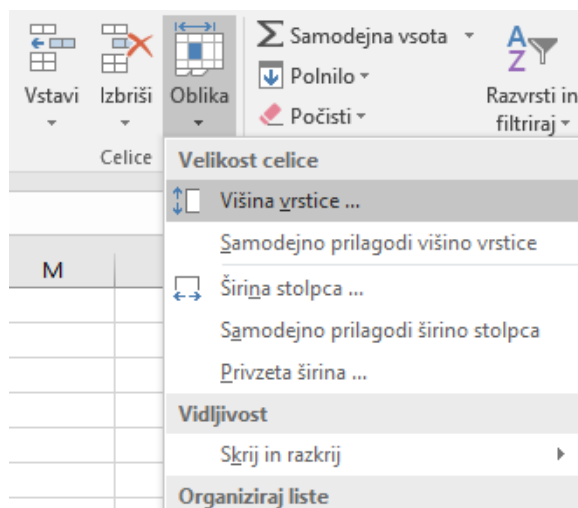 Vstavi
Izbriši
Oblika
Celice
Samodejna vsota
Polnilo
Počisti
A
Z
Razvrsti in
filtriraj
M
Velikost celice
Višina vrstice ...
Samodejno prilagodi višino vrstice
Širina stolpca ...
Samodejno prilagodi širino stolpca
Privzeta širina ...
Vidljivost
Skrij in razkrij
Organiziraj liste